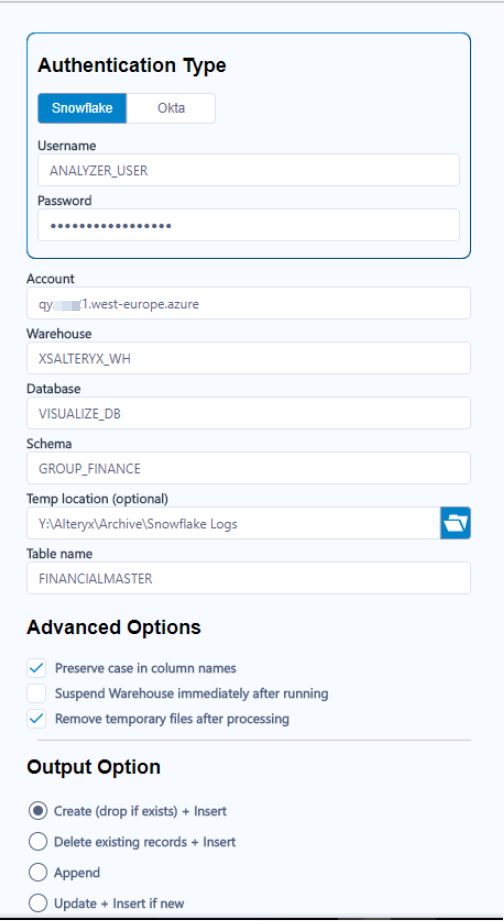 Authentication Type
Snowflake Okta
Username
ANALYZER_USER
Password
•••••••••••••••••
Account
1.west-europe.azure
Warehouse
XSALTERYX_WH
Database
VISUALIZE_DB
Schema
GROUP_FINANCE
Temp location (optional)
Y:\Alteryx\Archive\Snowflake Logs
Table name
FINANCIALMASTER
Advanced Options
Preserve case in column names
Suspend Warehouse immediately after running
Remove temporary files after processing
Output Option
Create (drop if exists) + Insert
Delete existing records + Insert
Append
Update + Insert if new